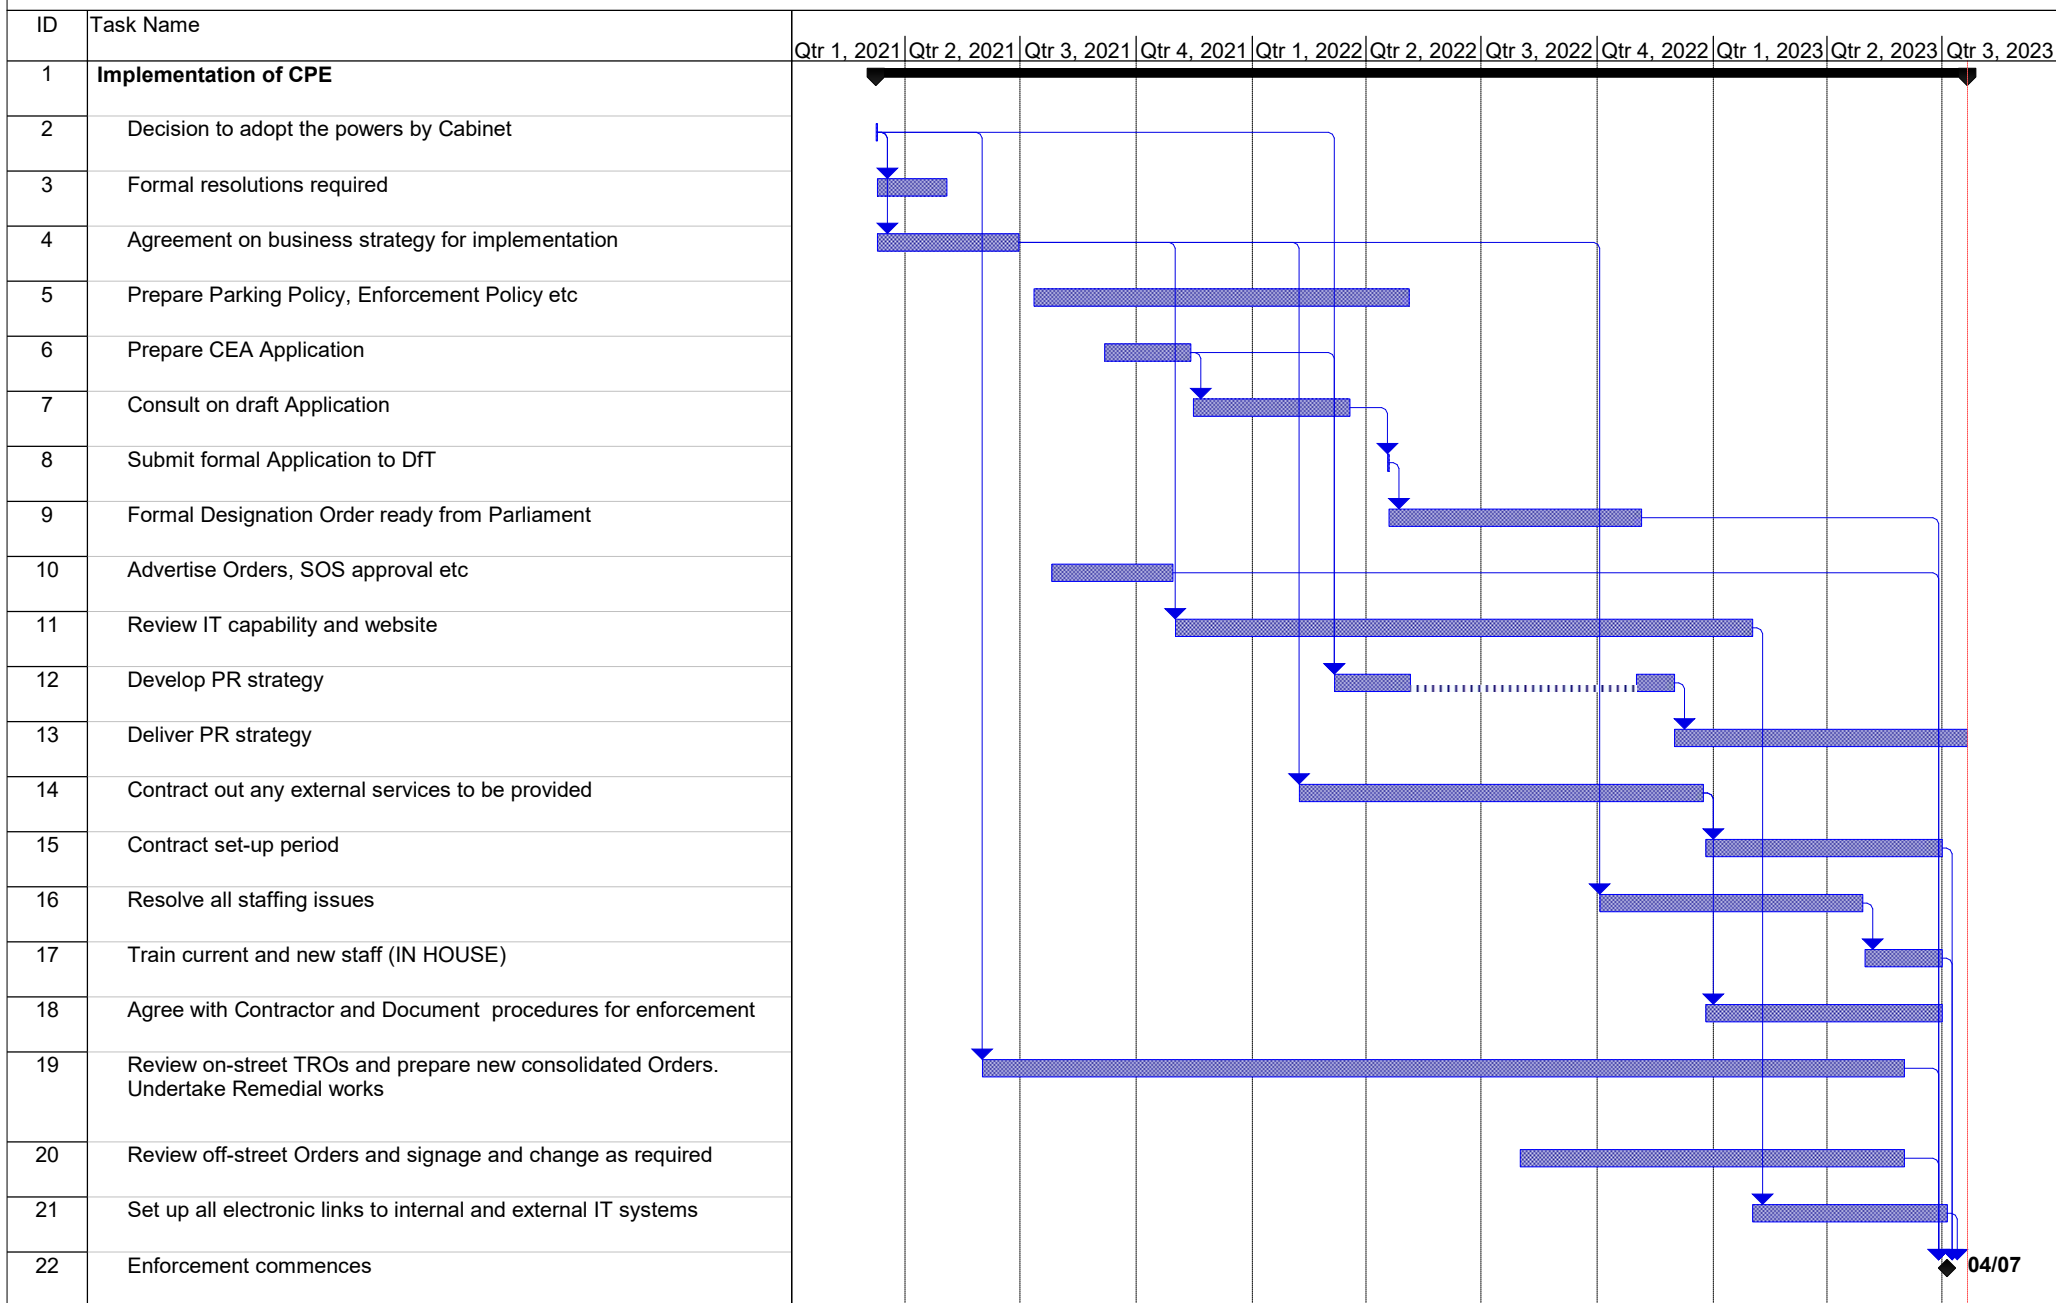 ID Task Name
Qtr 1, 2021 Qtr 2, 2021 Qtr 3, 2021 Qtr 4, 2021 Qtr 1, 2022 Qtr 2, 2022 Qtr 3, 2022 Qtr 4, 2022 Qtr 1, 2023 Qtr 2, 2023 Qtr 3, 2023
1 Implementation of CPE
2 Decision to adopt the powers by Cabinet
3 Formal resolutions required
4 Agreement on business strategy for implementation
5 Prepare Parking Policy, Enforcement Policy etc
6 Prepare CEA Application
7 Consult on draft Application
8 Submit formal Application to DfT
9 Formal Designation Order ready from Parliament
10 Advertise Orders, SOS approval etc
11 Review IT capability and website
12 Develop PR strategy
13 Deliver PR strategy
14 Contract out any external services to be provided
15 Contract set-up period
16 Resolve all staffing issues
17 Train current and new staff (IN HOUSE)
18 Agree with Contractor and Document  procedures for enforcement
19 Review on-street TROs and prepare new consolidated Orders.
Undertake Remedial works
20 Review off-street Orders and signage and change as required
21 Set up all electronic links to internal and external IT systems
22 Enforcement commences 04/07